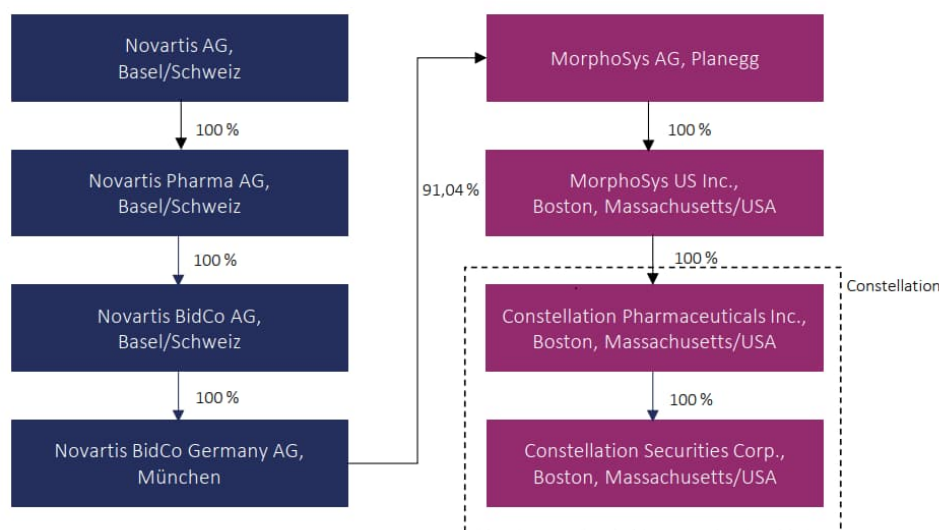 Novartis AG,
Basel/Schweiz
100 %
Novartis Pharma AG,
Basel/Schweiz
100 %
Novartis BidCo AG,
Basel/Schweiz
100 %
Novartis BidCo Germany AG,
München
91,04 %
MorphoSys AG, Planegg
100 %
MorphoSys US Inc.,
Boston, Massachusetts/USA
100 %
Constellation
Constellation Pharmaceuticals Inc.,
Boston, Massachusetts/USA
100 %
Constellation Securities Corp.,
Boston, Massachusetts/USA